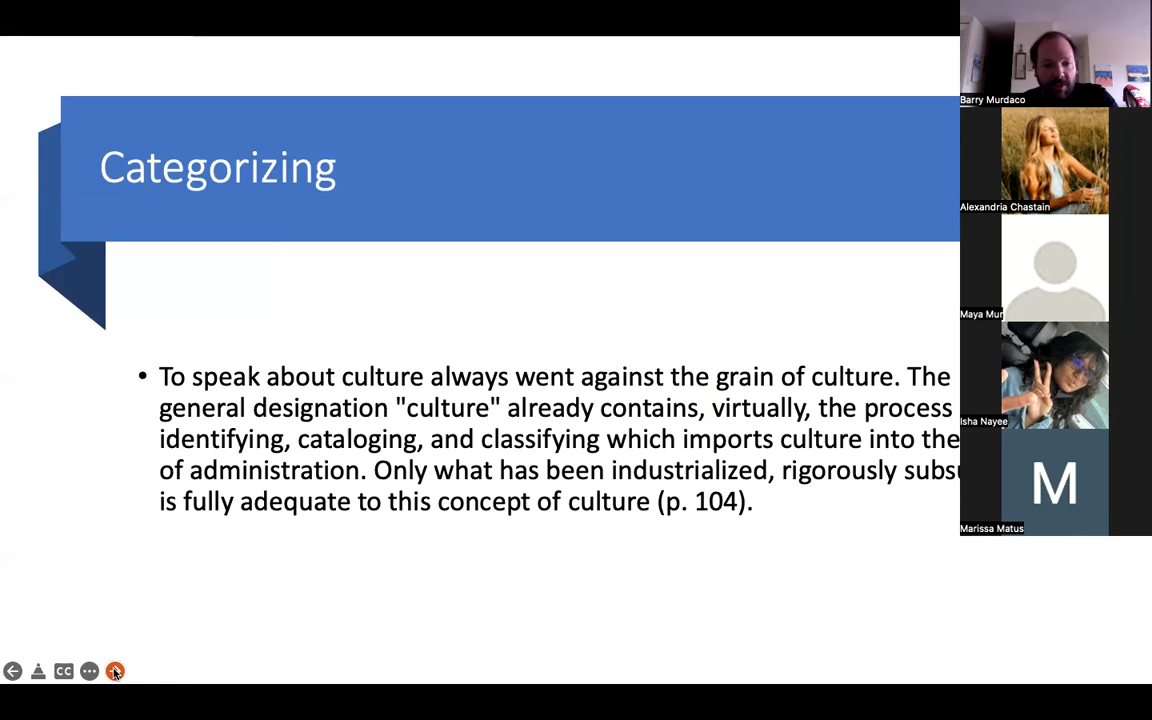 Categorizing
• To speak about culture always went against the grain of culture. The
general designation "culture" already contains, virtually, the process
identifying, cataloging, and classifying which imports culture into the
of administration. Only what has been industrialized, rigorously
is fully adequate to this concept of culture (p. 104).
Barry Murdaco
Alexandria Chastain
Maya Mur
Isha Nayee
M
Marissa Matus
CC